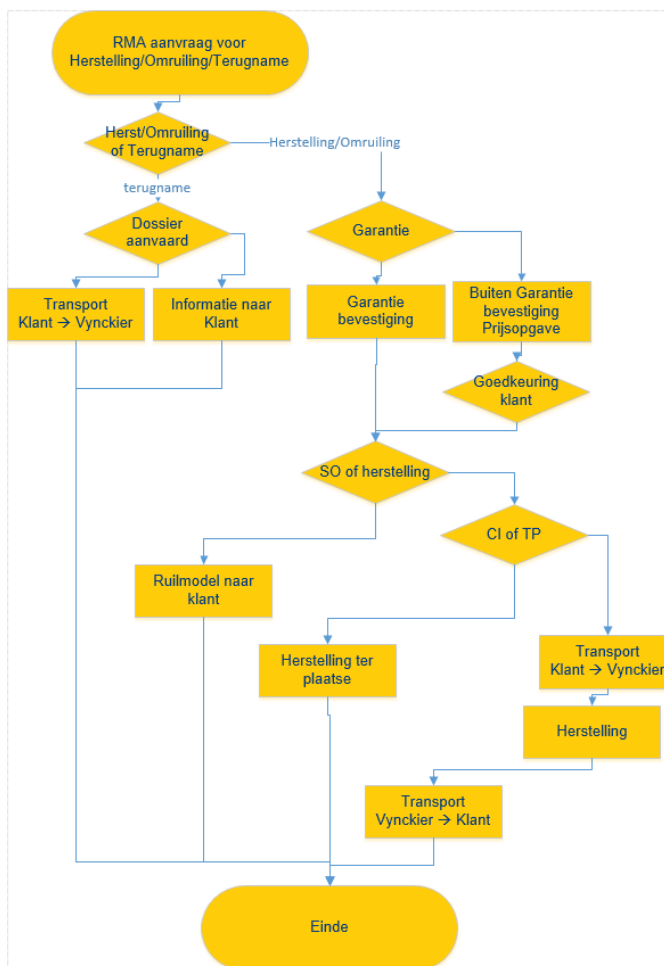 RMA aanvraag voor
Herstelling/Omruiling/Terugname
Herst/Omruiling
of Terugname
Herstelling/Omruiling
terugname
Dossier
aanvaard
Garantie
Transport
Klant → Vynckier
Informatie naar
Klant
Garantie
bevestiging
Buiten Garantie
bevestiging
Prijsopgave
Goedkeuring
klant
SO of herstelling
CI of TP
Ruilmodel naar
klant
Herstelling ter
plaatse
Transport
Klant → Vynckier
Herstelling
Transport
Vynckier → Klant
Einde